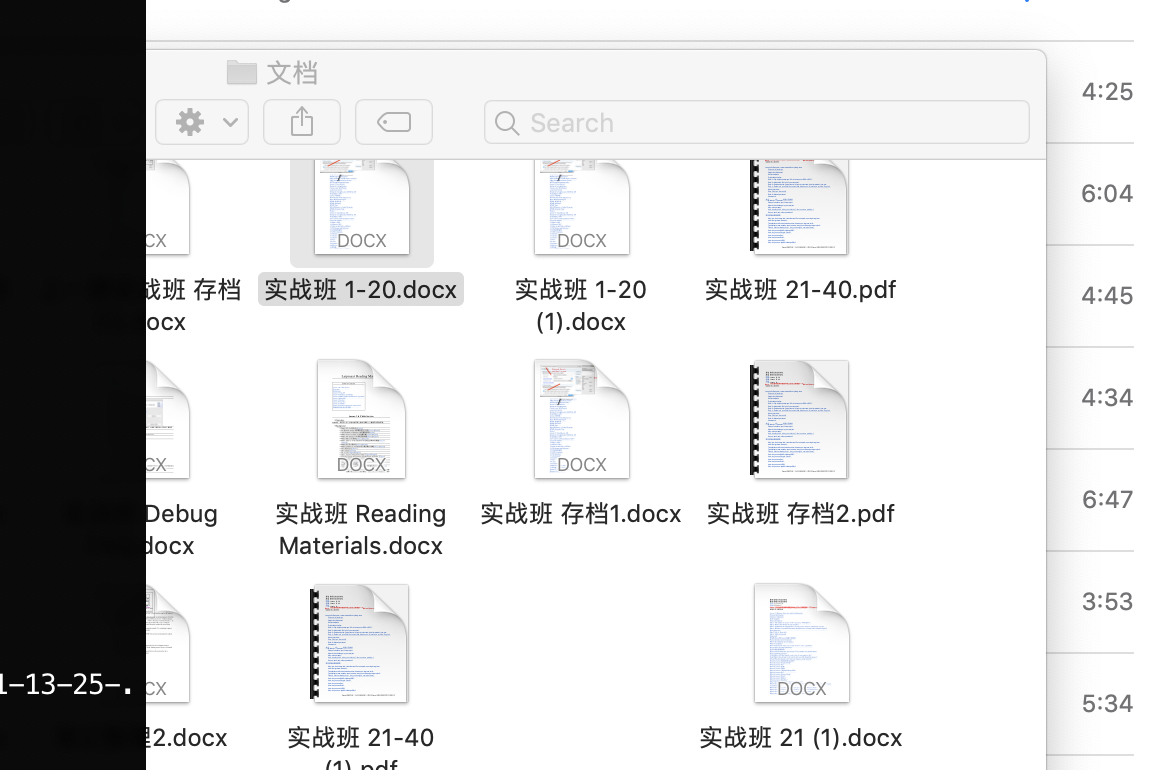 文档
Search
4:25
DOCX
DOCX
DOCX
6:04
战班 存档
实战班 1-20.docx
实战班 1-20
实战班 21-40.pdf
4:45
(1).docx
4:34
DOCX
DOCX
DOCX
Debug
实战班 Reading
实战班 存档1.docx
实战班 存档2.pdf
6:47
docx
Materials.docx
3:53
1-13-25-.
DOCX
DOCX
5:34
理2.docx
实战班 21-40
实战班 21 (1).docx
(1).pdf